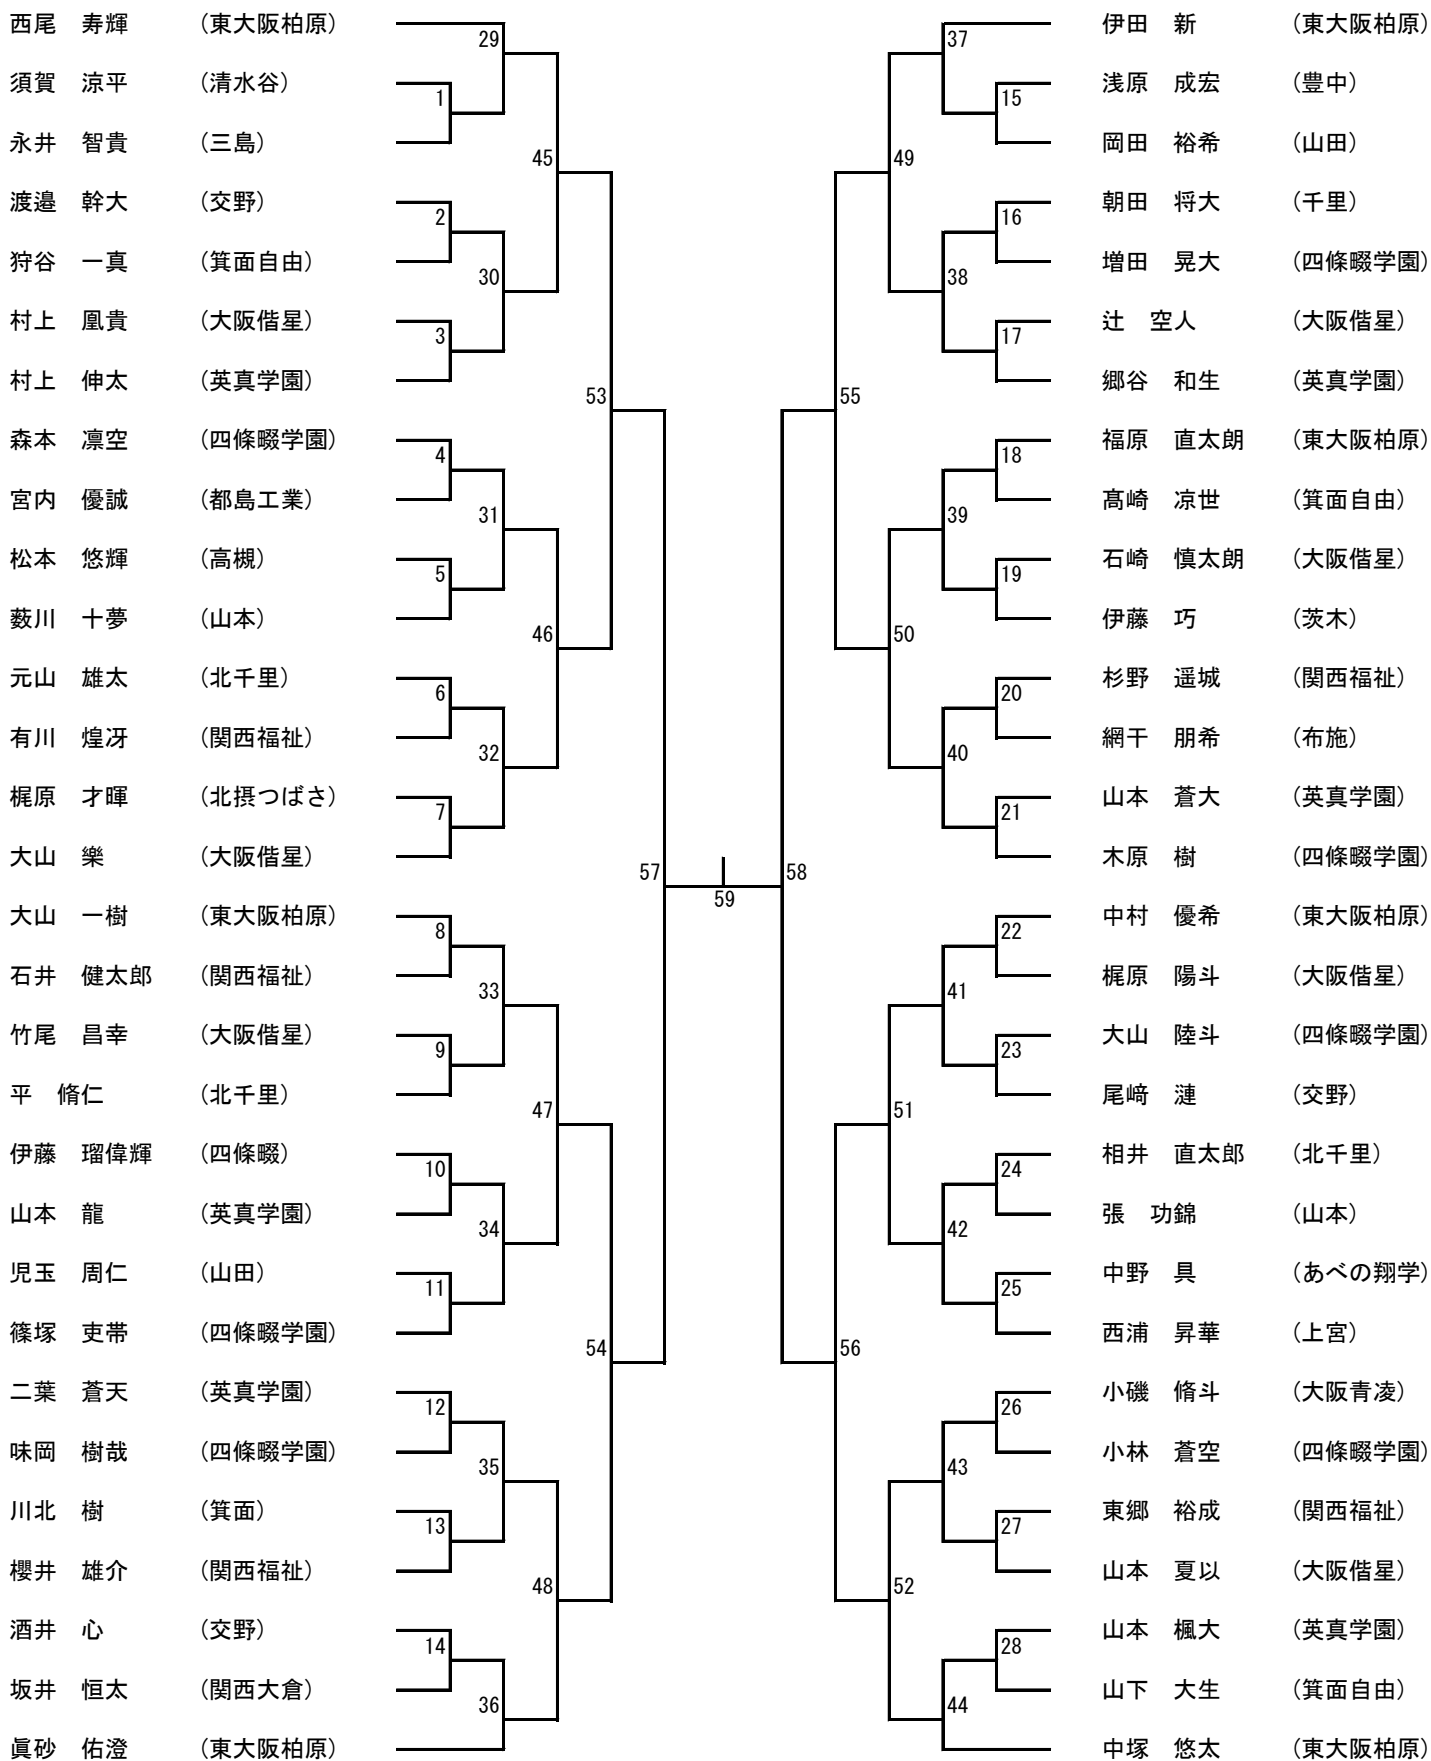 西尾　寿輝　（東大阪柏原）
須賀　涼平　（清水谷）
永井　智貴　（三島）
渡邉　幹大　（交野）
狩谷　一真　（箕面自由）
村上　凰貴　（大阪偕星）
村上　伸太　（英真学園）
森本　凛空　（四條畷学園）
宮内　優誠　（都島工業）
松本　悠輝　（高槻）
薮川　十夢　（山本）
元山　雄太　（北千里）
有川　煌冴　（関西福祉）
梶原　才暉　（北摂つばさ）
大山　樂　（大阪偕星）
大山　一樹　（東大阪柏原）
石井　健太郎　（関西福祉）
竹尾　昌幸　（大阪偕星）
平　脩仁　（北千里）
伊藤　瑠偉輝　（四條畷）
山本　龍　（英真学園）
児玉　周仁　（山田）
篠塚　吏帯　（四條畷学園）
二葉　蒼天　（英真学園）
味岡　樹哉　（四條畷学園）
川北　樹　（箕面）
櫻井　雄介　（関西福祉）
酒井　心　（交野）
坂井　恒太　（関西大倉）
眞砂　佑澄　（東大阪柏原）
1
2
3
4
5
6
7
8
9
10
11
12
13
14
29
30
31
32
33
34
35
36
45
46
47
48
53
54
57
59
58
55
56
49
50
51
52
37
38
39
40
41
42
43
44
15
16
17
18
19
20
21
22
23
24
25
26
27
28
伊田　新　（東大阪柏原）
浅原　成宏　（豊中）
岡田　裕希　（山田）
朝田　将大　（千里）
増田　晃大　（四條畷学園）
辻　空人　（大阪偕星）
郷谷　和生　（英真学園）
福原　直太朗　（東大阪柏原）
髙崎　凉世　（箕面自由）
石崎　慎太朗　（大阪偕星）
伊藤　巧　（茨木）
杉野　遥城　（関西福祉）
網干　朋希　（布施）
山本　蒼大　（英真学園）
木原　樹　（四條畷学園）
中村　優希　（東大阪柏原）
梶原　陽斗　（大阪偕星）
大山　陸斗　（四條畷学園）
尾﨑　漣　（交野）
相井　直太郎　（北千里）
張　功錦　（山本）
中野　具　（あべの翔学）
西浦　昇華　（上宮）
小磯　脩斗　（大阪青凌）
小林　蒼空　（四條畷学園）
東郷　裕成　（関西福祉）
山本　夏以　（大阪偕星）
山本　楓大　（英真学園）
山下　大生　（箕面自由）
中塚　悠太　（東大阪柏原）